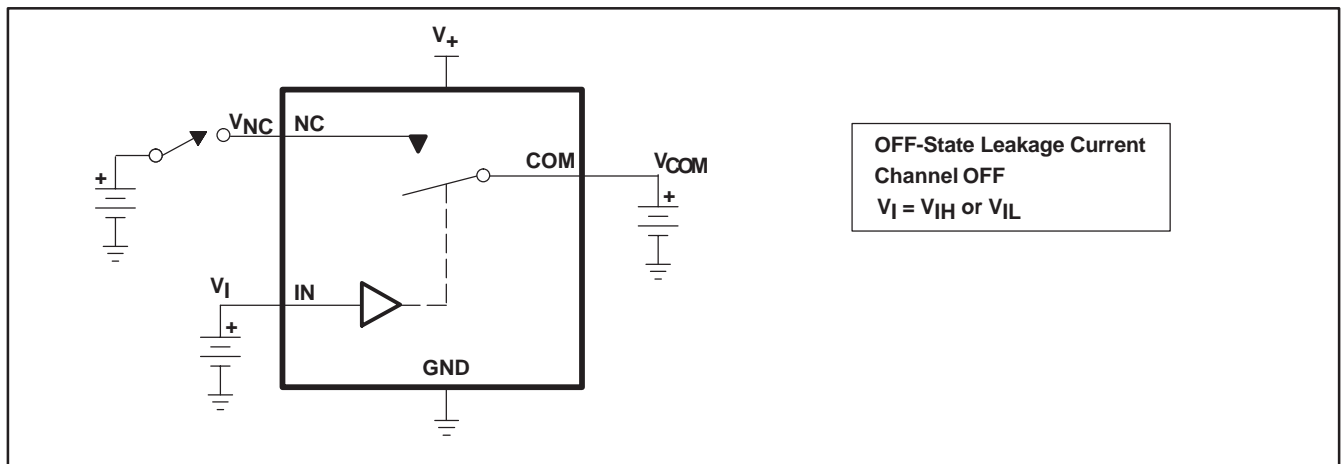 V+
VNC NC
COM VCOM
OFF-State Leakage Current
Channel OFF
VI = VIH or VIL
+
+
VI IN
+
GND